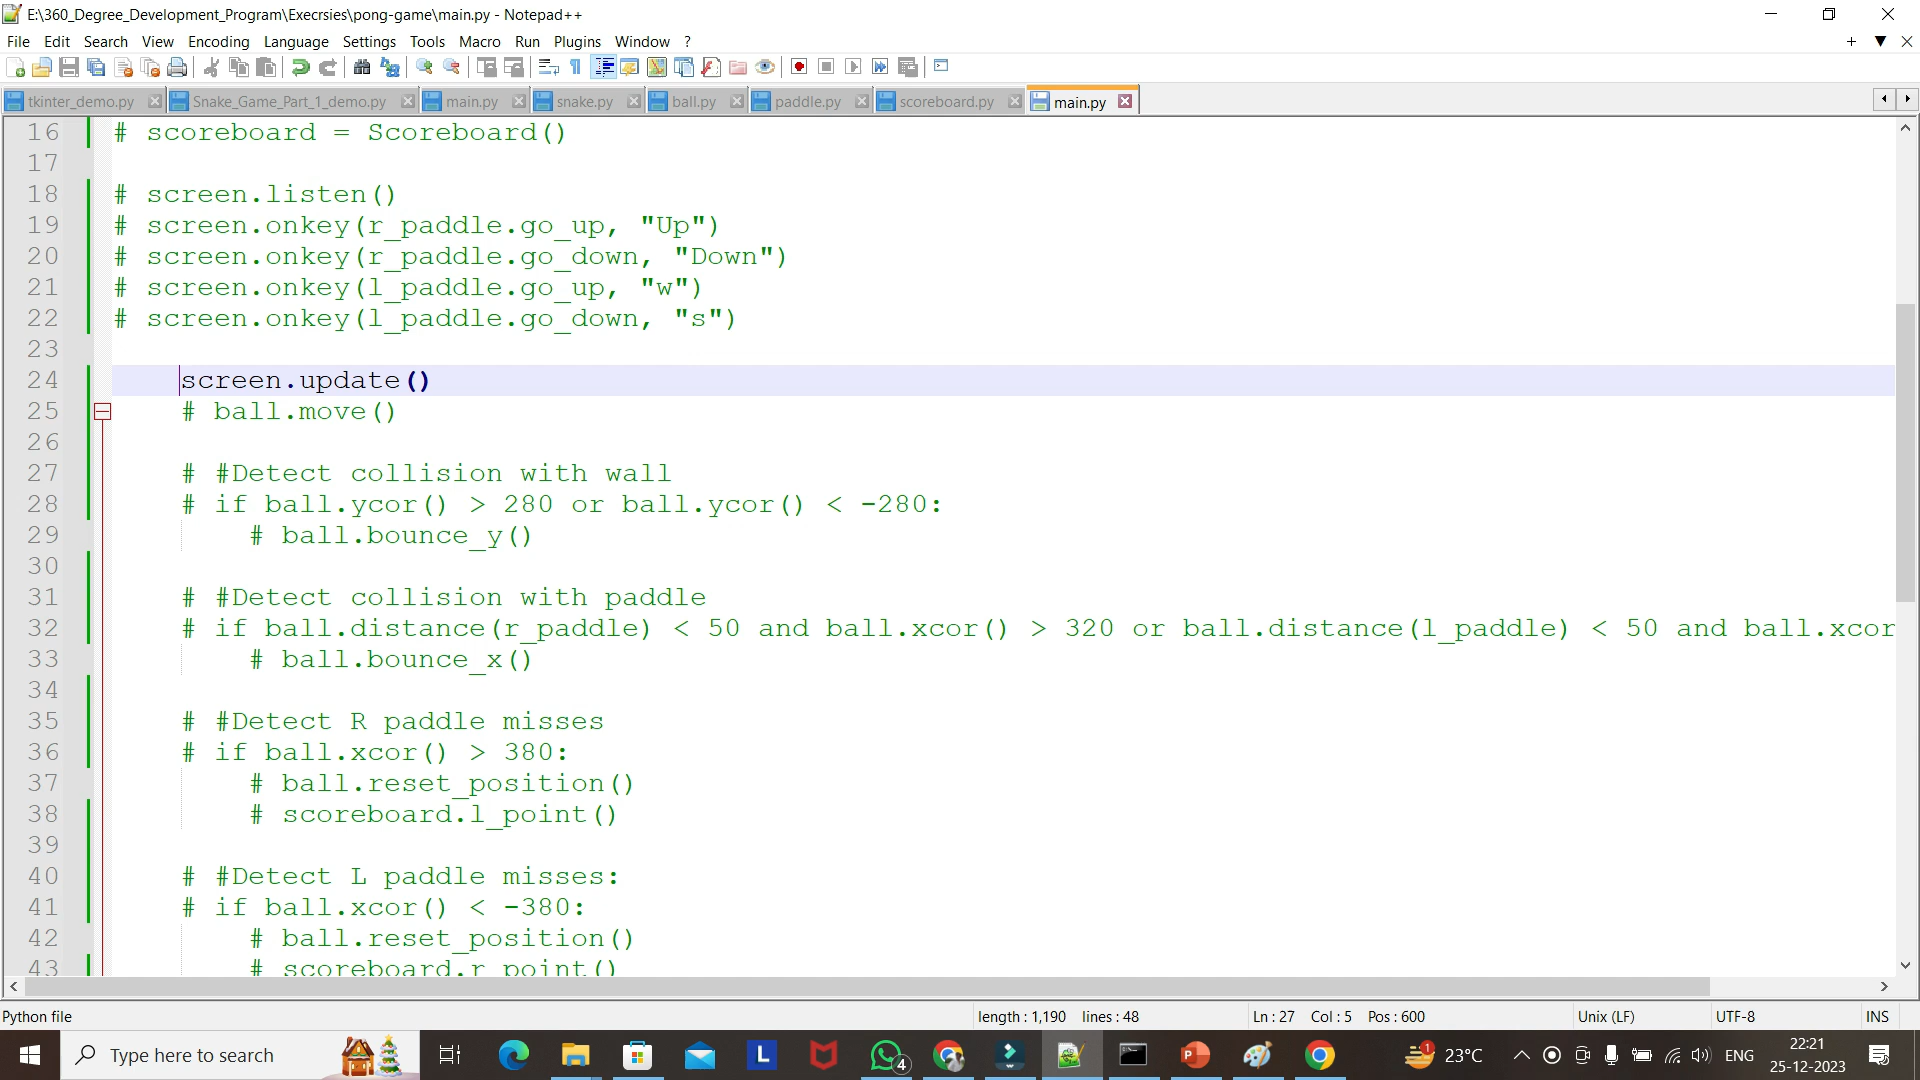 E:\360_Degree_Development_Program\Execrsies\pong-game\main.py - Notepad++
File Edit Search View Encoding Language Settings Tools Macro Run Plugins Window ?
tkinter_demo.py Snake_Game_Part_1_demo.py main.py snake.py ball.py paddle.py scoreboard.py main.py
16 # scoreboard = Scoreboard()
17
18 # screen.listen()
19 # screen.onkey(r_paddle.go_up, "Up")
20 # screen.onkey(r_paddle.go_down, "Down")
21 # screen.onkey(l_paddle.go_up, "w")
22 # screen.onkey(l_paddle.go_down, "s")
23
24 screen.update()
25 # ball.move()
26
27 # #Detect collision with wall
28 # if ball.ycor() > 280 or ball.ycor() < -280:
29 # ball.bounce_y()
30
31 # #Detect collision with paddle
32 # if ball.distance(r_paddle) < 50 and ball.xcor() > 320 or ball.distance(l_paddle) < 50 and ball.xcor
33 # ball.bounce_x()
34
35 # #Detect R paddle misses
36 # if ball.xcor() > 380:
37 # ball.reset_position()
38 # scoreboard.l_point()
39
40 # #Detect L paddle misses:
41 # if ball.xcor() < -380:
42 # ball.reset_position()
43 # scoreboard.r_point()
Python file length : 1,190 lines : 48 Ln : 27 Col : 5 Pos : 600 Unix (LF) UTF-8 INS
Type here to search L 4 P 1 23°C ENG 22:21
25-12-2023